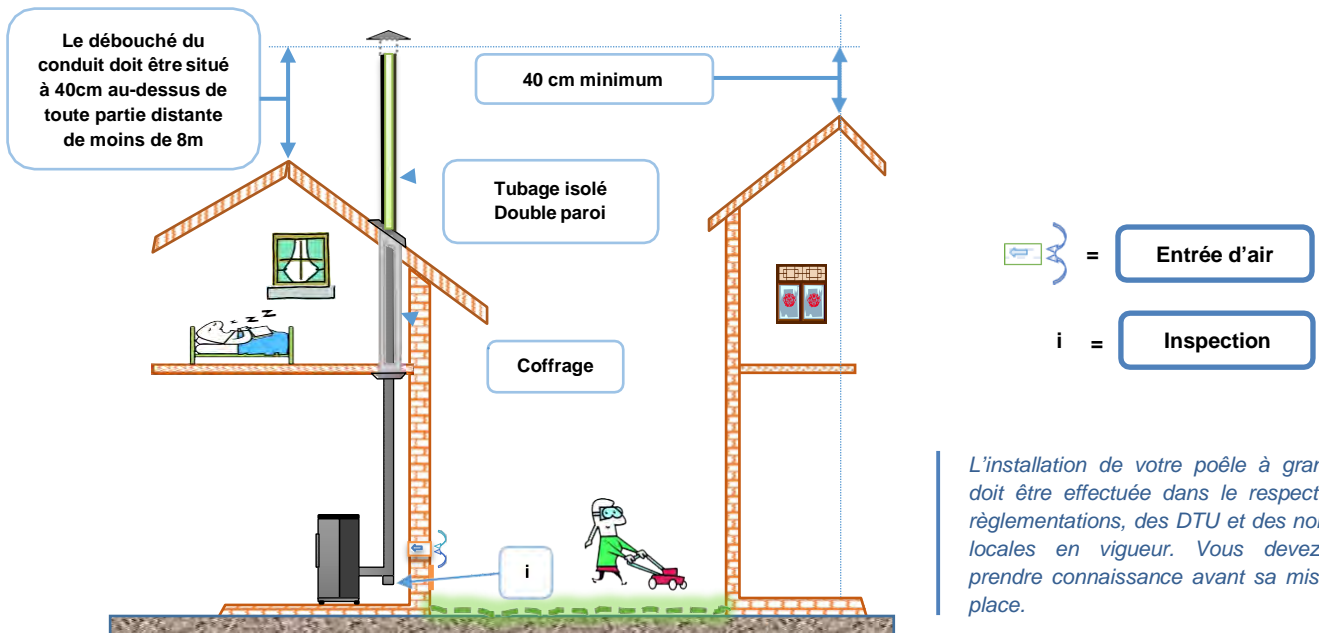 Le débouché du
conduit doit être situé
à 40cm au-dessus de
toute partie distante
de moins de 8m
40 cm minimum
Tubage isolé
Double paroi
z z z
Coffrage
i
= Entrée d’air
i = Inspection
L’installation de votre poêle à gran
doit être effectuée dans le respect
règlementations, des DTU et des no
locales en vigueur. Vous devez
prendre connaissance avant sa mis
place.